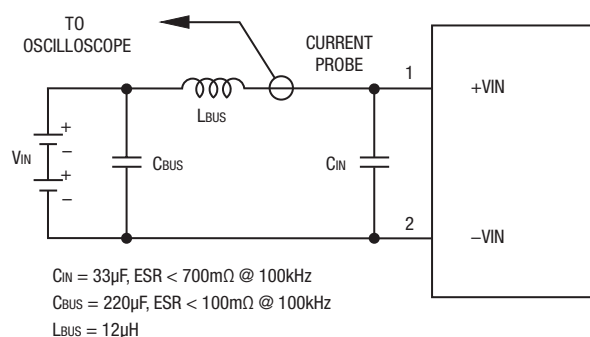 TO
OSCILLOSCOPE
CURRENT
PROBE
LBUS
VIN
+
−
+
−
CBUS
CIN
1
+VIN
2
−VIN
CIN = 33µF, ESR < 700mΩ @ 100kHz
CBUS = 220µF, ESR < 100mΩ @ 100kHz
LBUS = 12µH